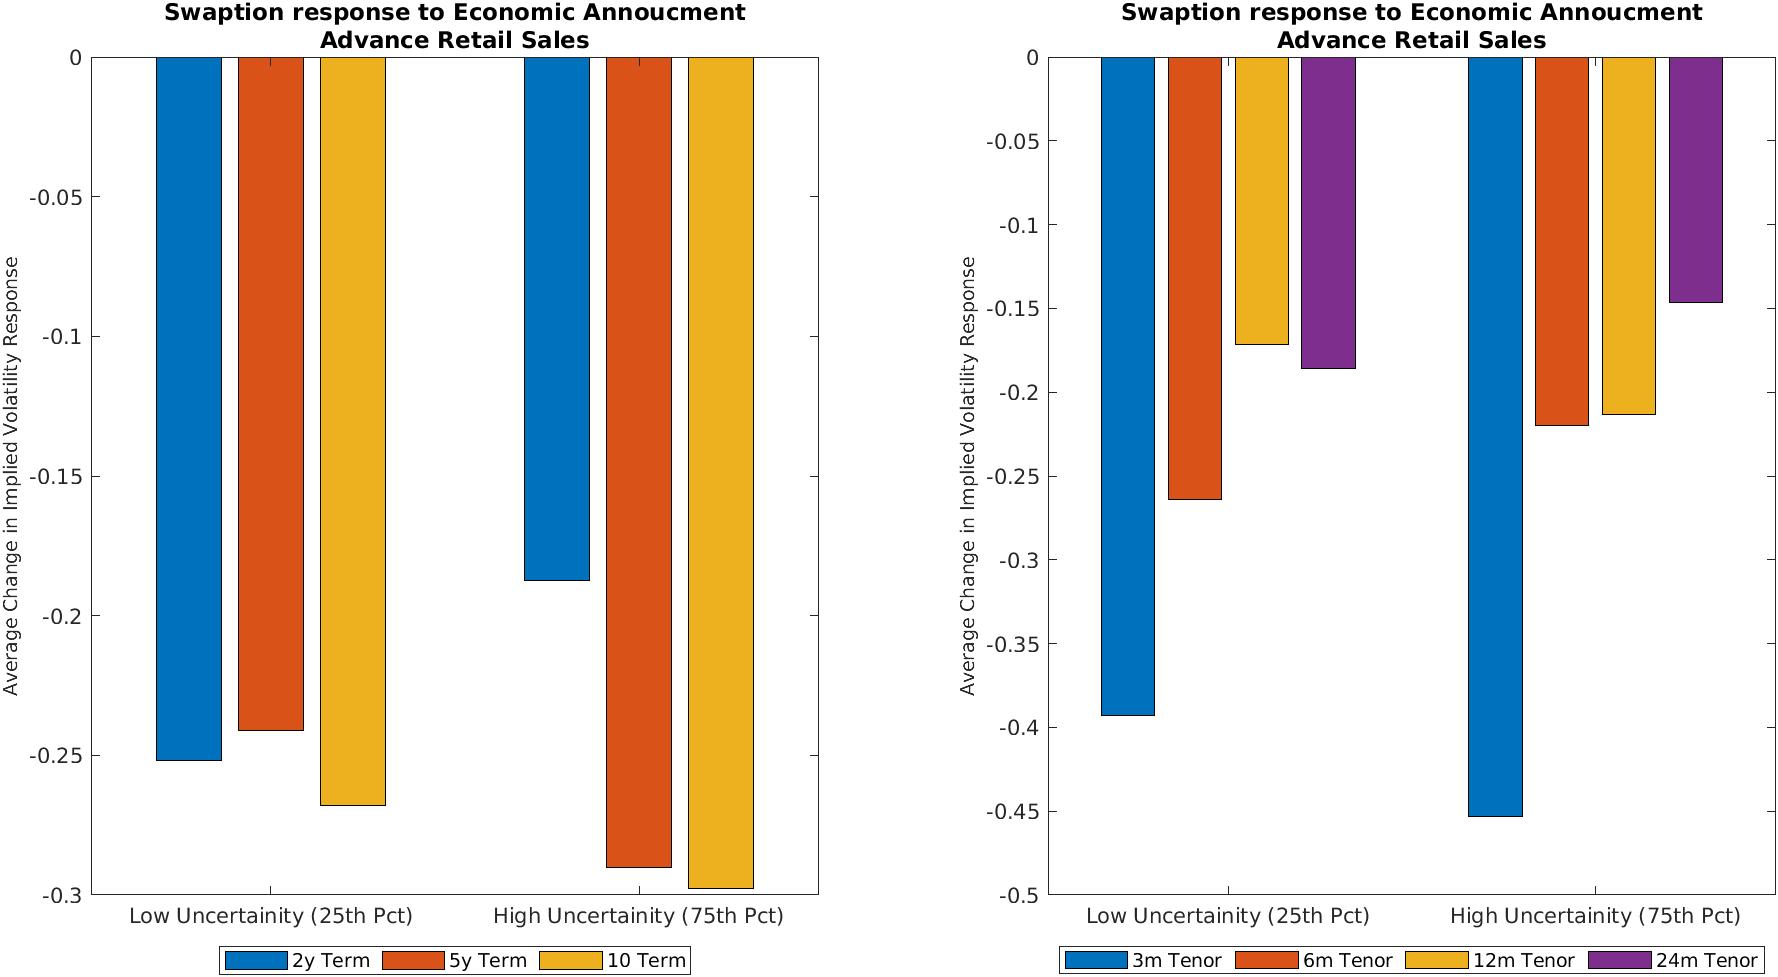 Swaption response to Economic Annoucment
Advance Retail Sales
Average Change in Implied Volatility Response
0
-0.05
-0.1
-0.15
-0.2
-0.25
-0.3
Low Uncertainity (25th Pct)
High Uncertainity (75th Pct)
2y Term
5y Term
10 Term
Swaption response to Economic Annoucment
Advance Retail Sales
Average Change in Implied Volatility Response
0
-0.05
-0.1
-0.15
-0.2
-0.25
-0.3
-0.35
-0.4
-0.45
-0.5
Low Uncertainity (25th Pct)
High Uncertainity (75th Pct)
3m Tenor
6m Tenor
12m Tenor
24m Tenor